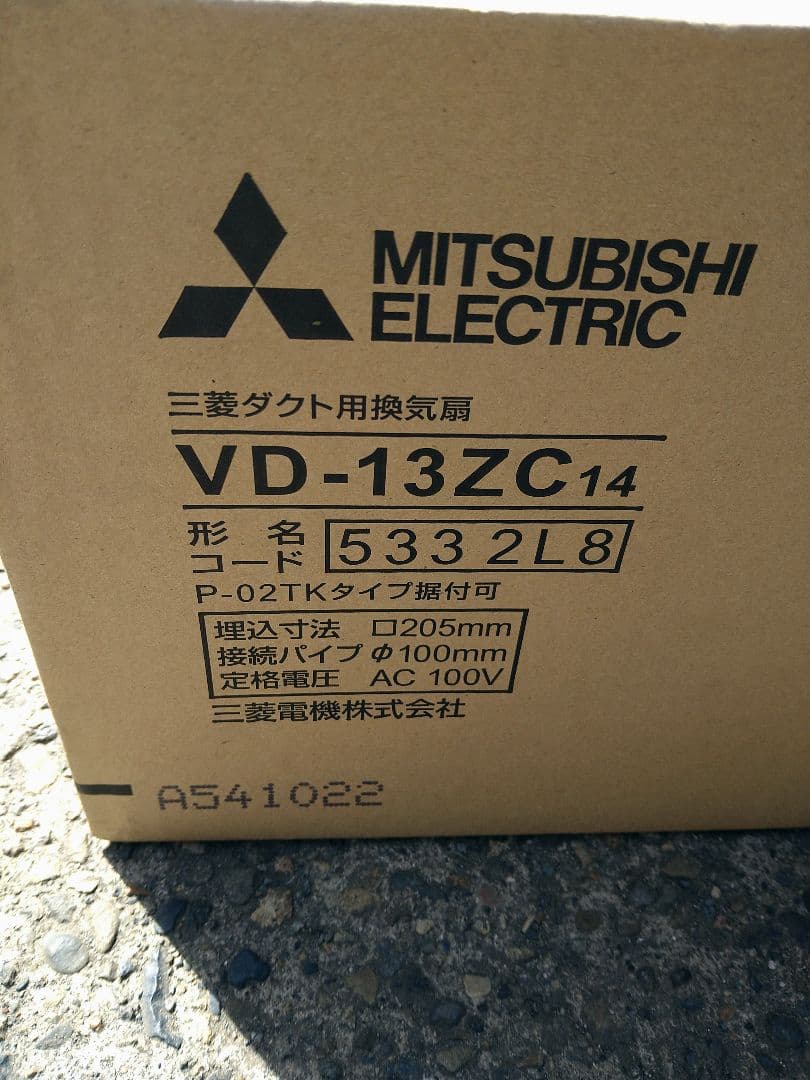 MITSUBISHI
ELECTRIC
三菱ダクト用換気扇
VD-13ZC14
形名
コード 5332L8
P-02TKタイプ据付可
埋込寸法 □205mm
接続パイプ φ100mm
定格電圧 AC 100V
三菱電機株式会社
A541022